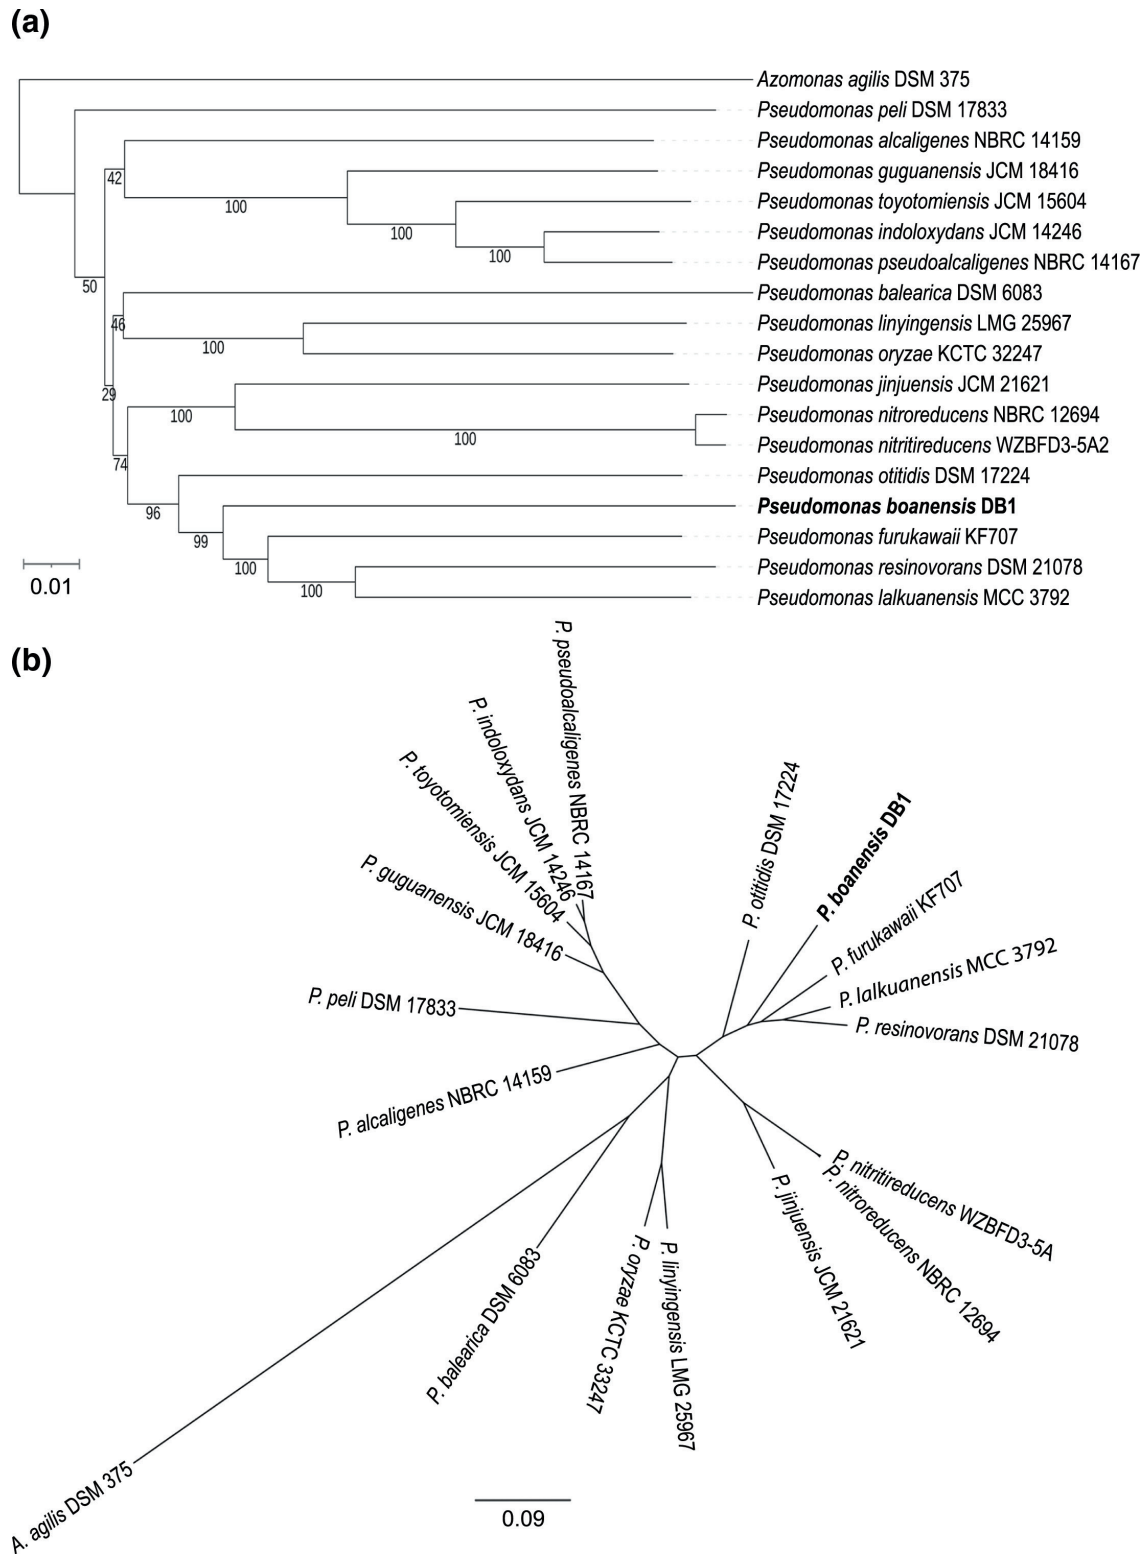 (a)
Azomonas agilis DSM 375
Pseudomonas peli DSM 17833
Pseudomonas alcaligenes NBRC 14159
42
Pseudomonas guguanensis JCM 18416
100
Pseudomonas toyotomiensis JCM 15604
100
Pseudomonas indoloxydans JCM 14246
100
Pseudomonas pseudoalcaligenes NBRC 14167
50
Pseudomonas balearica DSM 6083
46
Pseudomonas linyingensis LMG 25967
100
Pseudomonas oryzae KCTC 32247
Pseudomonas jinjuensis JCM 21621
29
100
Pseudomonas nitroreducens NBRC 12694
100
Pseudomonas nitritireducens WZBFD3-5A2
74
Pseudomonas otitidis DSM 17224
96
Pseudomonas boanensis DB1
99
Pseudomonas furukawaii KF707
100
Pseudomonas resinovorans DSM 21078
100
Pseudomonas lalkuanensis MCC 3792
0.01
(b)
P. pseudoalcaligenes NBRC 14167
P. indoloxydans JCM 14246
P. toyotomiensis JCM 15604
P. guguanensis JCM 18416
P. peli DSM 17833
P. alcaligenes NBRC 14159
P. otitidis DSM 17224
P. boanensis DB1
P. furukawaii KF707
P. lalkuanensis MCC 3792
P. resinovorans DSM 21078
P. nitritireducens WZBFD3-5A
P. nitroreducens NBRC 12694
P. jinjuensis JCM 21621
P. linyingensis LMG 25967
P. oryzae KCTC 33247
P. balearica DSM 6083
A. agilis DSM 375
0.09